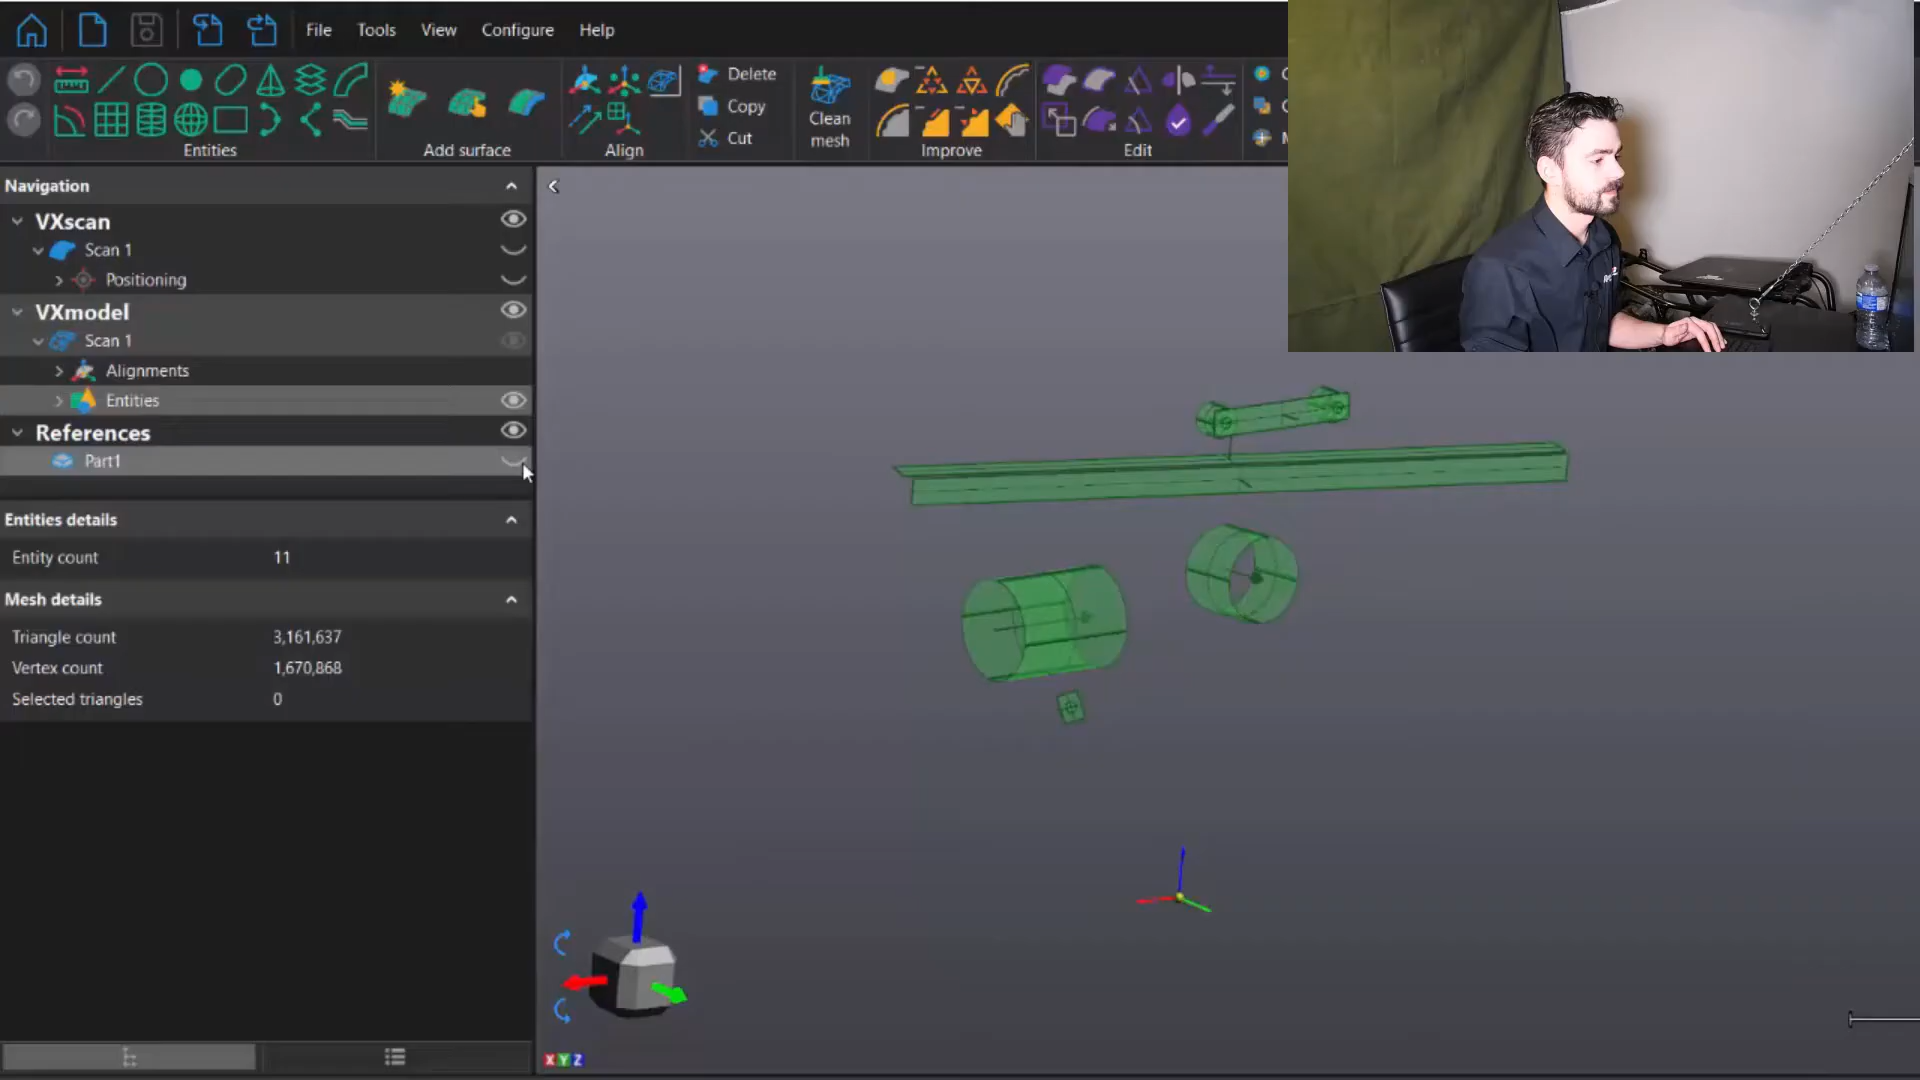 File Tools View Configure Help
Delete
Copy
Cut
Clean mesh
Entities Add surface Align Improve Edit
Navigation
VXscan
Scan 1
Positioning
VXmodel
Scan 1
Alignments
Entities
References
Part1
Entities details
Entity count 11
Mesh details
Triangle count 3,161,637
Vertex count 1,670,868
Selected triangles 0
X Y Z